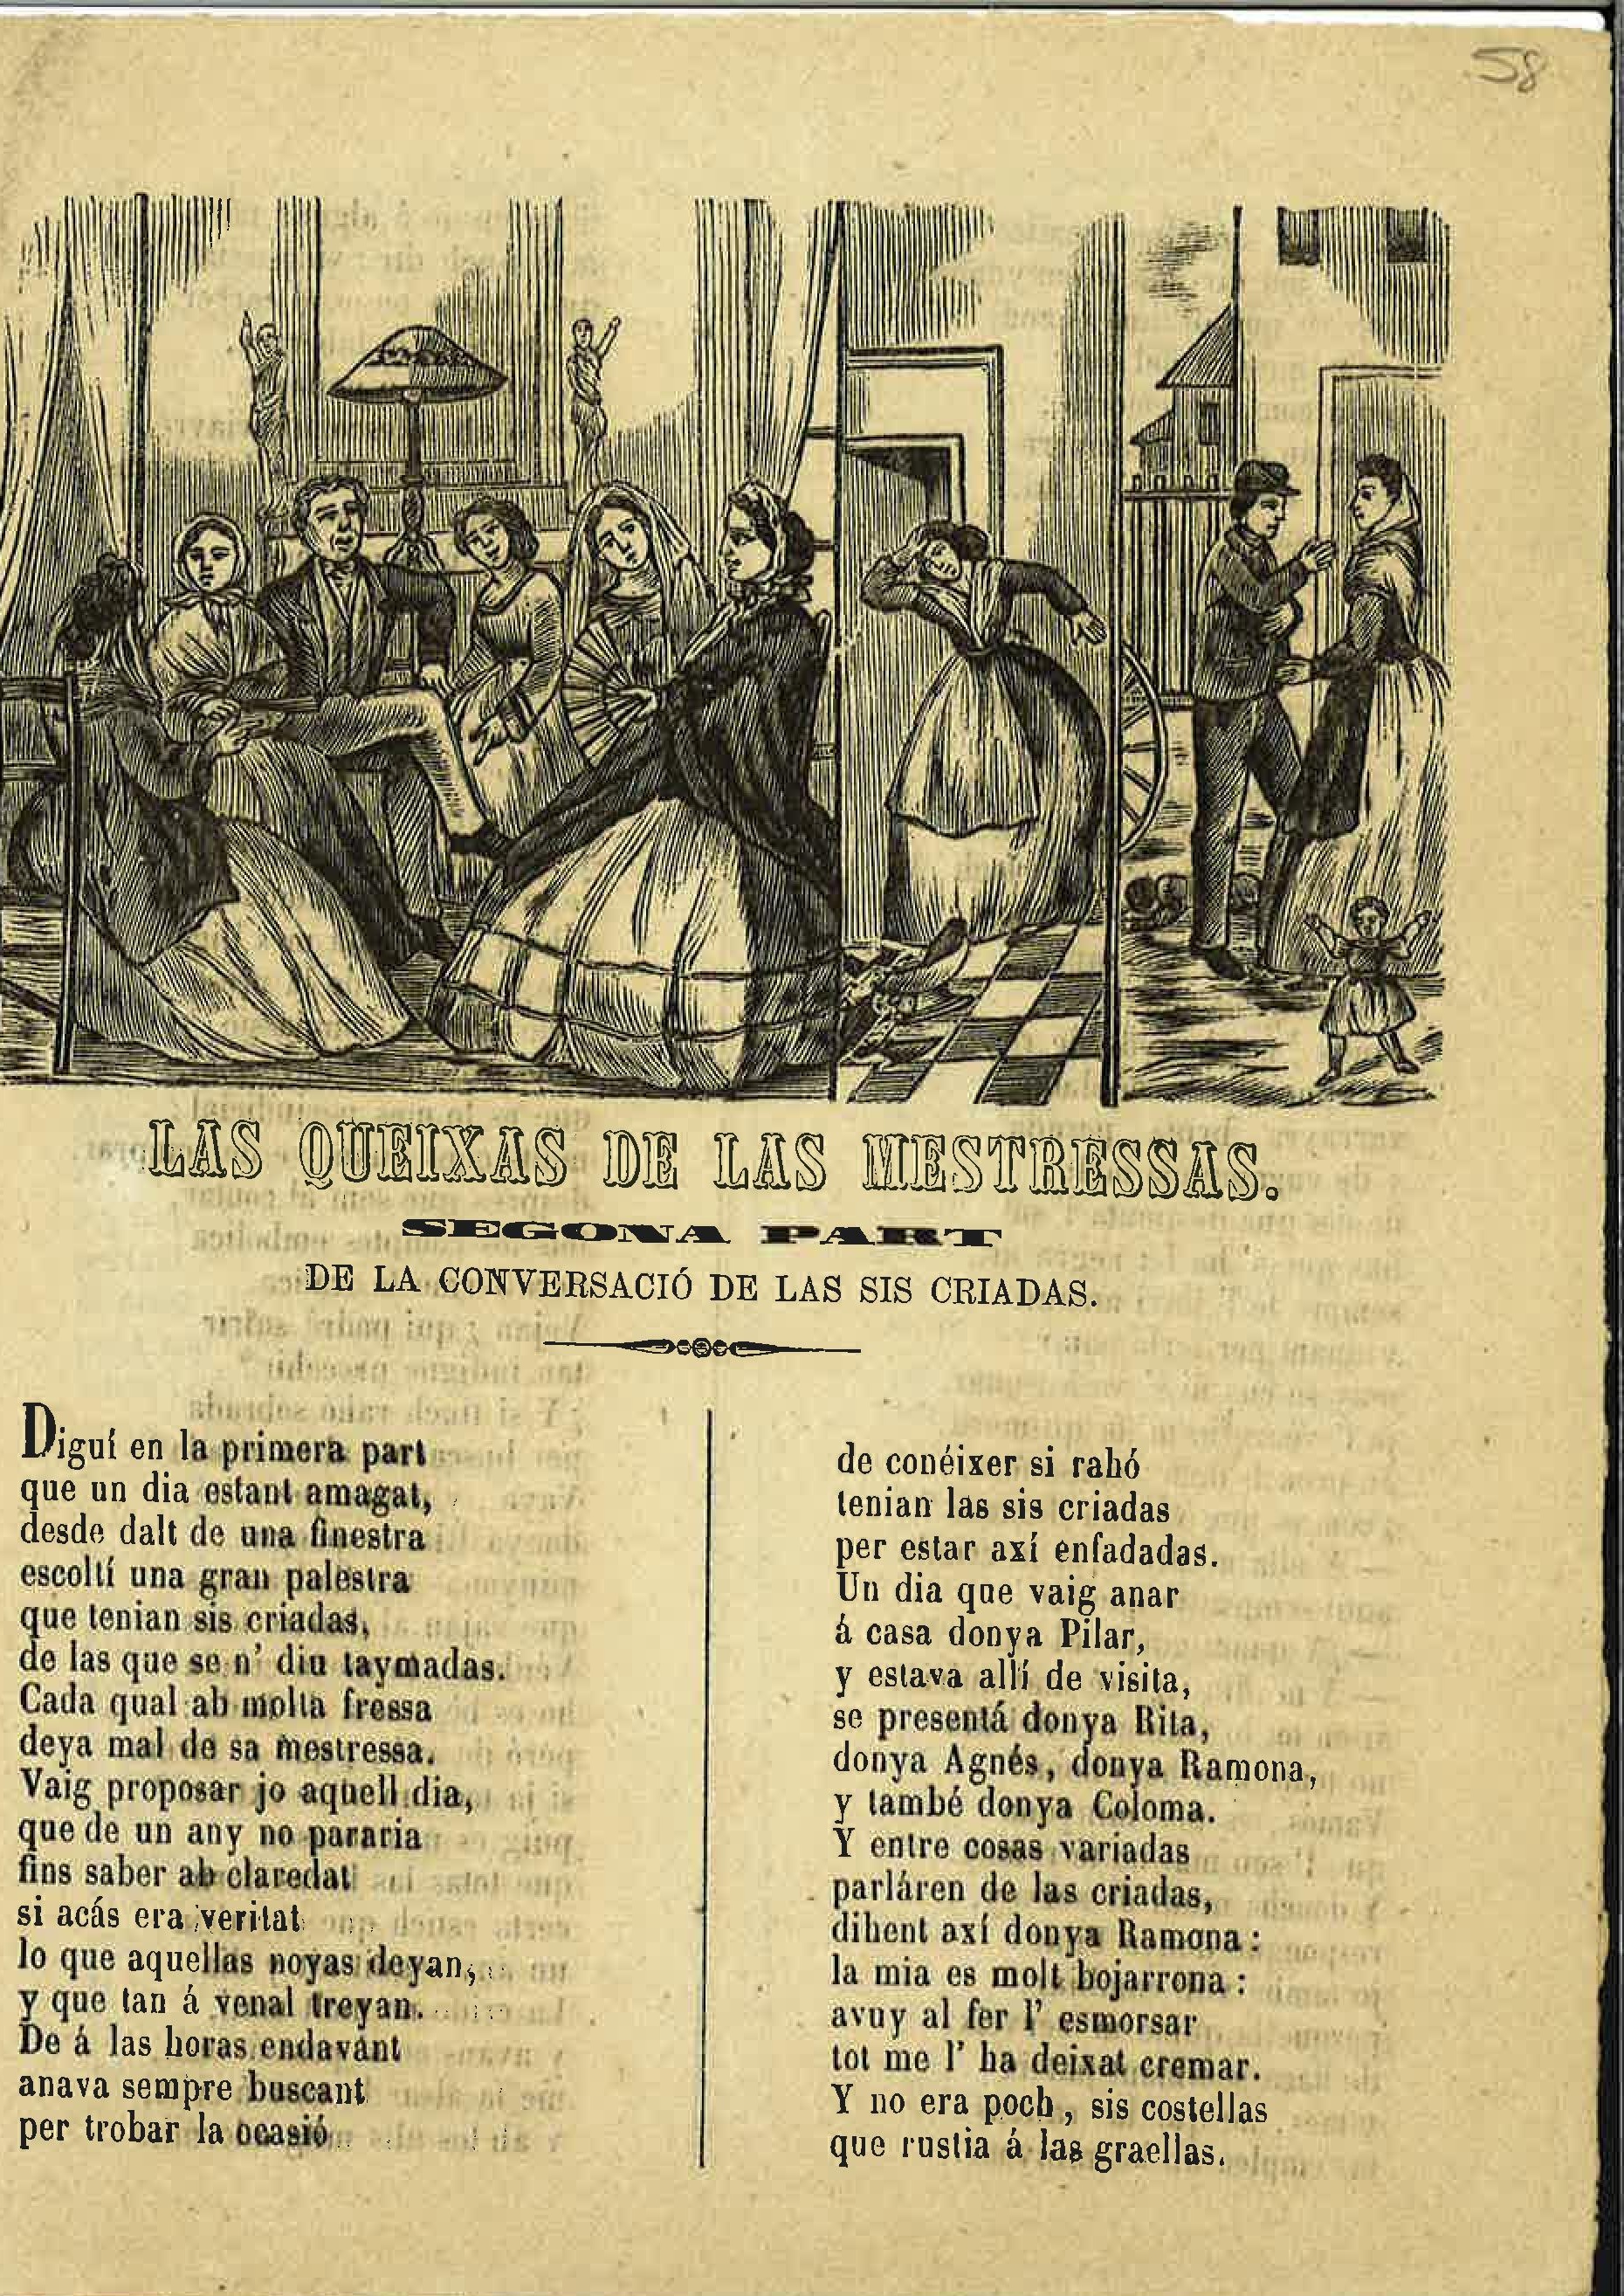 58
LAS QUEIXAS DE LAS MESTRESSAS.
SEGONA PART
DE LA CONVERSACIÓ DE LAS SIS CRIADAS.
Diguí en la primera part
que un dia estant amagat,
desde dalt de una finestra
escoltí una gran palestra
que tenian sis criadas,
de las que se n' diu taymadas.
Cada qual ab molta fressa
deya mal de sa mestressa.
Vaig proposar jo aquell dia,
que de un any no pararia
fins saber ab claredat
si acás era veritat
lo que aquellas noyas deyan,
y que tan á venal treyan.
De á las horas endavant
anava sempre buscant
per trobar la ocasió
de conéixer si rahó
tenian las sis criadas
per estar axí enfadadas.
Un dia que vaig anar
á casa donya Pilar,
y estava allí de visita,
se presentá donya Rita,
donya Agnés, donya Ramona,
y també donya Coloma.
Y entre cosas variadas
parláren de las criadas,
dihent axí donya Ramona:
la mia es molt bojarrona:
avuy al fer l' esmorsar
tot me l' ha deixat cremar.
Y no era poch, sis costellas
que rustia á las graellas.